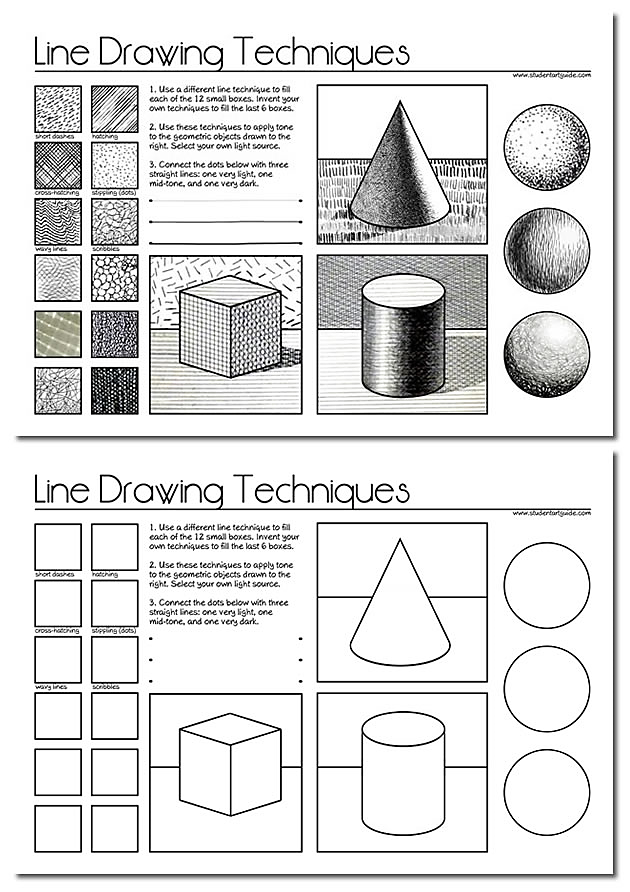 Line Drawing Techniques
www.studentartguide.com
short dashes
hatching
cross-hatching
stippling (dots)
wavy lines
scribbles
1. Use a different line technique to fill
each of the 12 small boxes. Invent your
own techniques to fill the last 6 boxes.
2. Use these techniques to apply tone
to the geometric objects drawn to the
right. Select your own light source.
3. Connect the dots below with three
straight lines: one very light, one
mid-tone, and one very dark.
Line Drawing Techniques
www.studentartguide.com
short dashes
hatching
cross-hatching
stippling (dots)
wavy lines
scribbles
1. Use a different line technique to fill
each of the 12 small boxes. Invent your
own techniques to fill the last 6 boxes.
2. Use these techniques to apply tone
to the geometric objects drawn to the
right. Select your own light source.
3. Connect the dots below with three
straight lines: one very light, one
mid-tone, and one very dark.